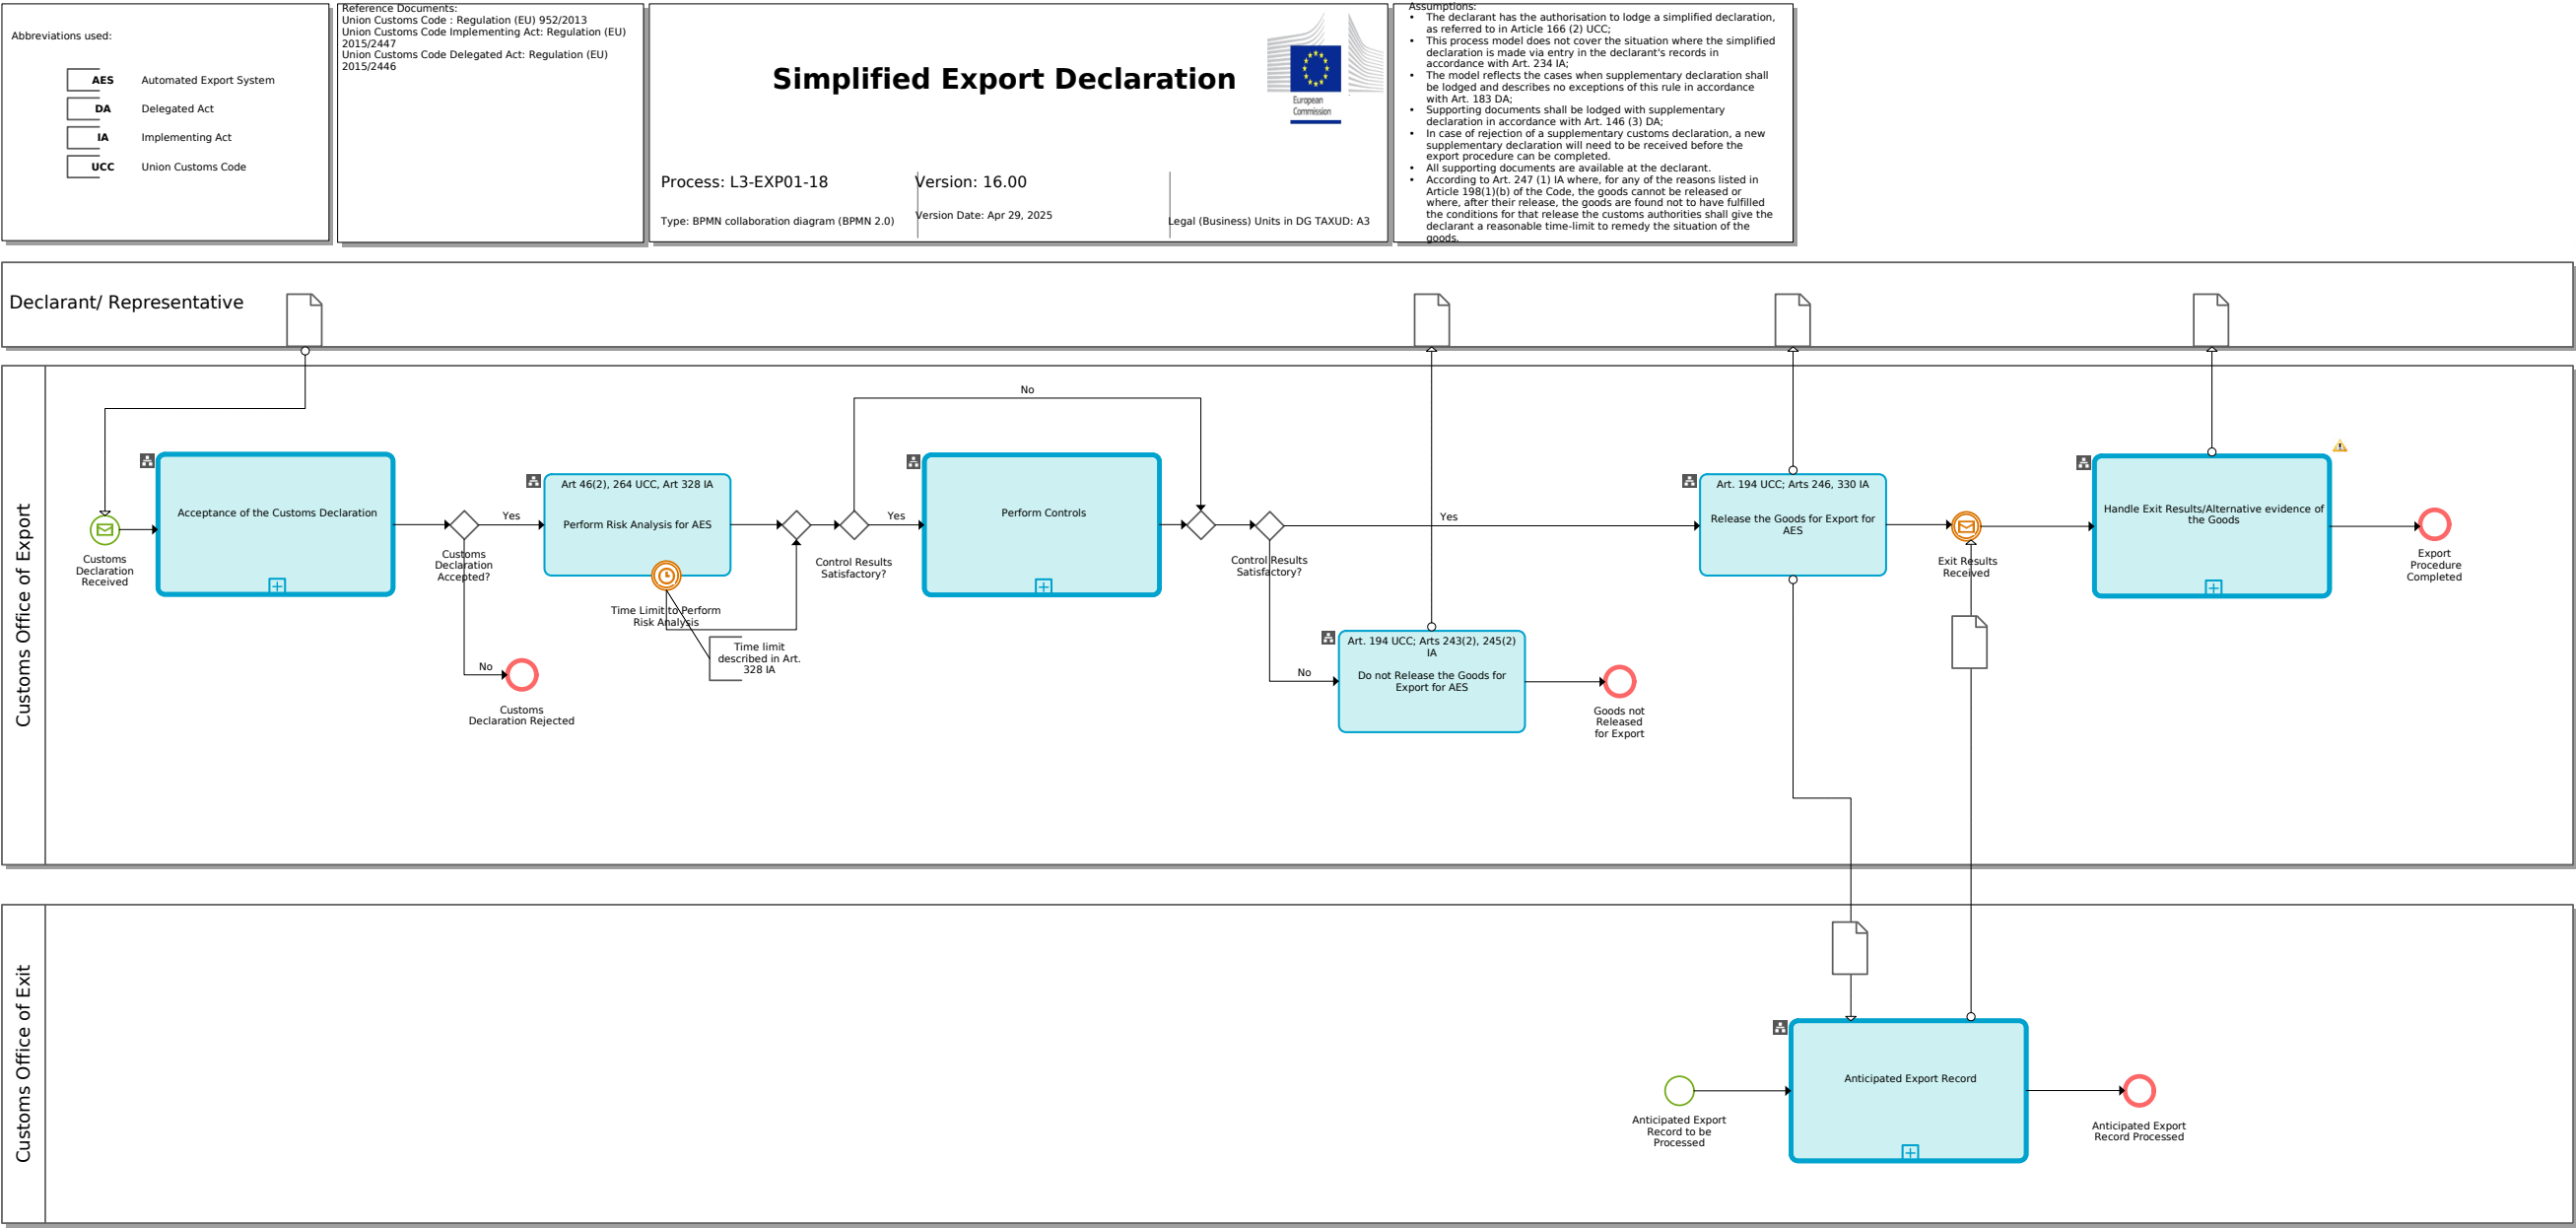 Abbreviations used:
AES Automated Export System
DA Delegated Act
IA Implementing Act
UCC Union Customs Code
Reference Documents:
Union Customs Code : Regulation (EU) 952/2013
Union Customs Code Implementing Act: Regulation (EU)
2015/2447
Union Customs Code Delegated Act: Regulation (EU)
2015/2446
Simplified Export Declaration
European
Commission
Process: L3-EXP01-18
Version: 16.00
Type: BPMN collaboration diagram (BPMN 2.0)
Version Date: Apr 29, 2025
Legal (Business) Units in DG TAXUD: A3
Assumptions:
• The declarant has the authorisation to lodge a simplified declaration,
as referred to in Article 166 (2) UCC;
• This process model does not cover the situation where the simplified
declaration is made via entry in the declarant's records in
accordance with Art. 234 IA;
• The model reflects the cases when supplementary declaration shall
be lodged and describes no exceptions of this rule in accordance
with Art. 183 DA;
• Supporting documents shall be lodged with supplementary
declaration in accordance with Art. 146 (3) DA;
• In case of rejection of a supplementary customs declaration, a new
supplementary declaration will need to be received before the
export procedure can be completed.
• All supporting documents are available at the declarant.
• According to Art. 247 (1) IA where, for any of the reasons listed in
Article 198(1)(b) of the Code, the goods cannot be released or
where, after their release, the goods are found not to have fulfilled
the conditions for that release the customs authorities shall give the
declarant a reasonable time-limit to remedy the situation of the
goods.
Declarant/ Representative
Customs Office of Export
Customs
Declaration
Received
Acceptance of the Customs Declaration
Customs
Declaration
Accepted?
Yes
No
Customs
Declaration Rejected
Art 46(2), 264 UCC, Art 328 IA
Perform Risk Analysis for AES
Time Limit to Perform
Risk Analysis
Time limit
described in Art.
328 IA
Control Results
Satisfactory?
No
Yes
Perform Controls
Control Results
Satisfactory?
Yes
No
Art. 194 UCC; Arts 243(2), 245(2)
IA
Do not Release the Goods for
Export for AES
Goods not
Released
for Export
Art. 194 UCC; Arts 246, 330 IA
Release the Goods for Export for
AES
Exit Results
Received
Handle Exit Results/Alternative evidence of
the Goods
Export
Procedure
Completed
Customs Office of Exit
Anticipated Export
Record to be
Processed
Anticipated Export Record
Anticipated Export
Record Processed